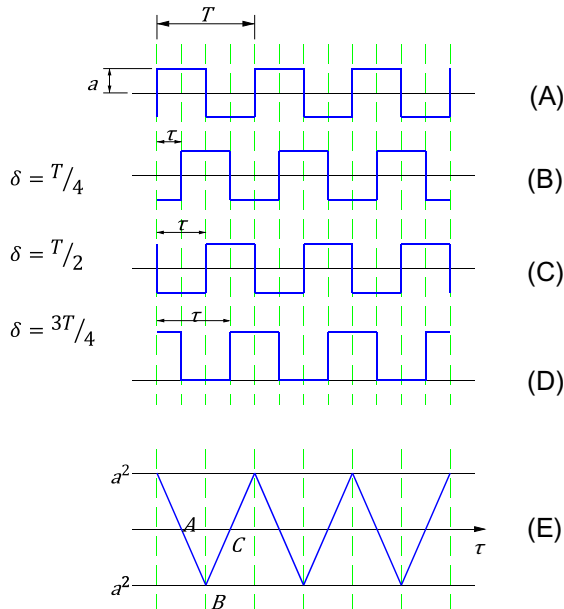 T
a
(A)
τ
δ = T/4
(B)
τ
δ = T/2
(C)
τ
δ = 3T/4
(D)
a²
A
C
τ
(E)
a²
B